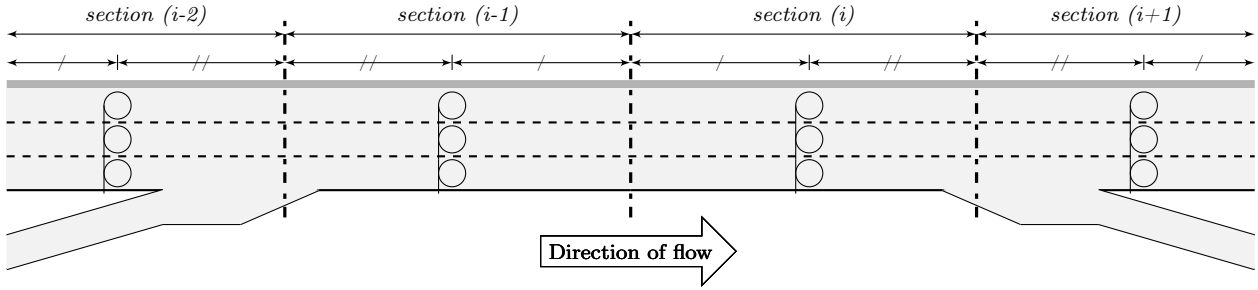 section (i-2) section (i-1) section (i) section (i+1)
/ // // / / // // /
Direction of flow